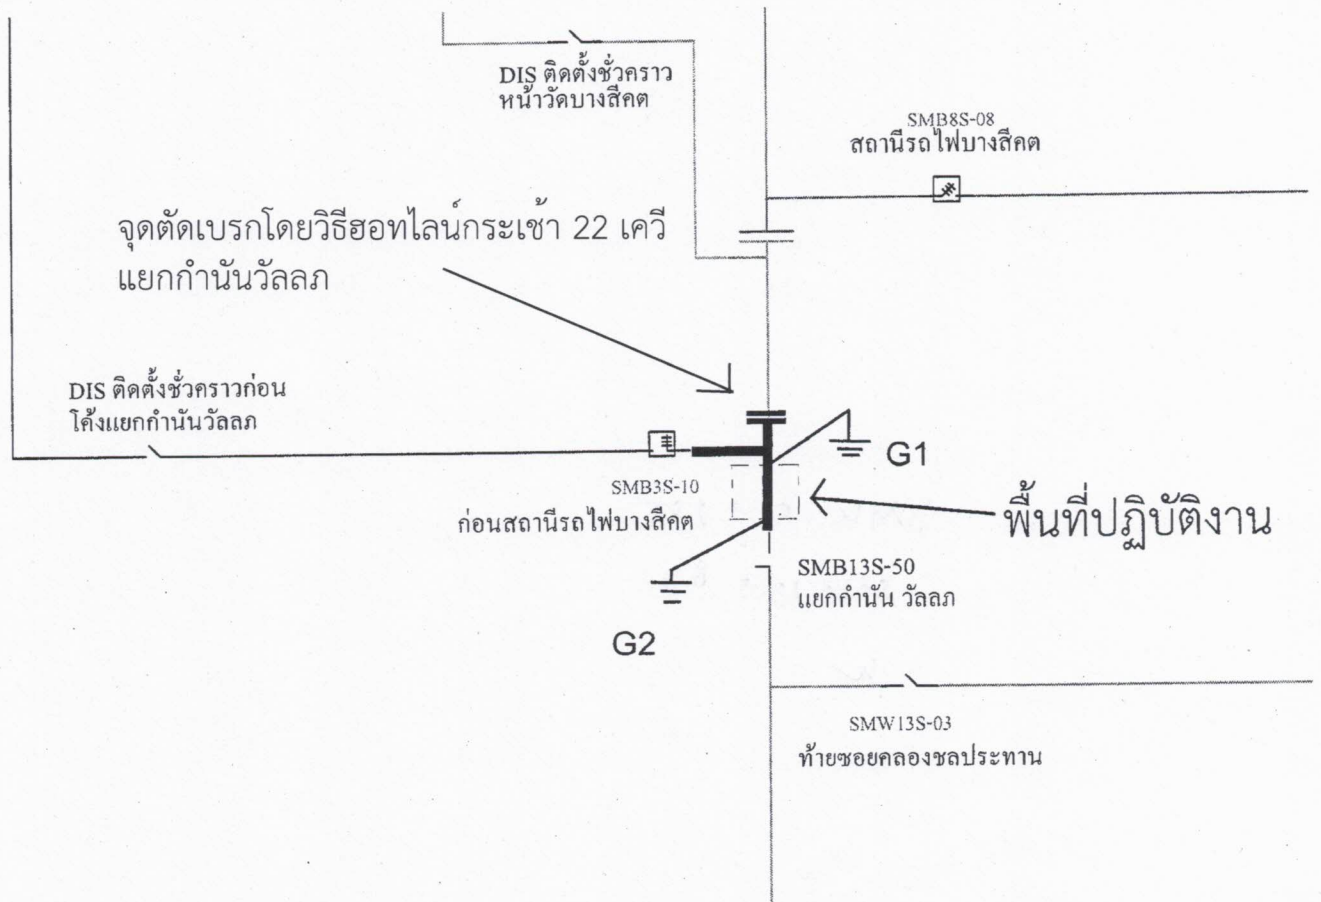 DIS ติดตั้งชั่วคราว
หน้าวัดบางสีคต
SMB8S-08
สถานีรถไฟบางสีคต
จุดตัดเบรกโดยวิธีฮอทไลน์กระเช้า 22 เควี
แยกกำนันวัลลภ
DIS ติดตั้งชั่วคราวก่อน
โค้งแยกกำนันวัลลภ
G1
SMB3S-10
ก่อนสถานีรถไฟบางสีคต
พื้นที่ปฏิบัติงาน
SMB13S-50
แยกกำนัน วัลลภ
G2
SMW13S-03
ท้ายซอยคลองชลประทาน